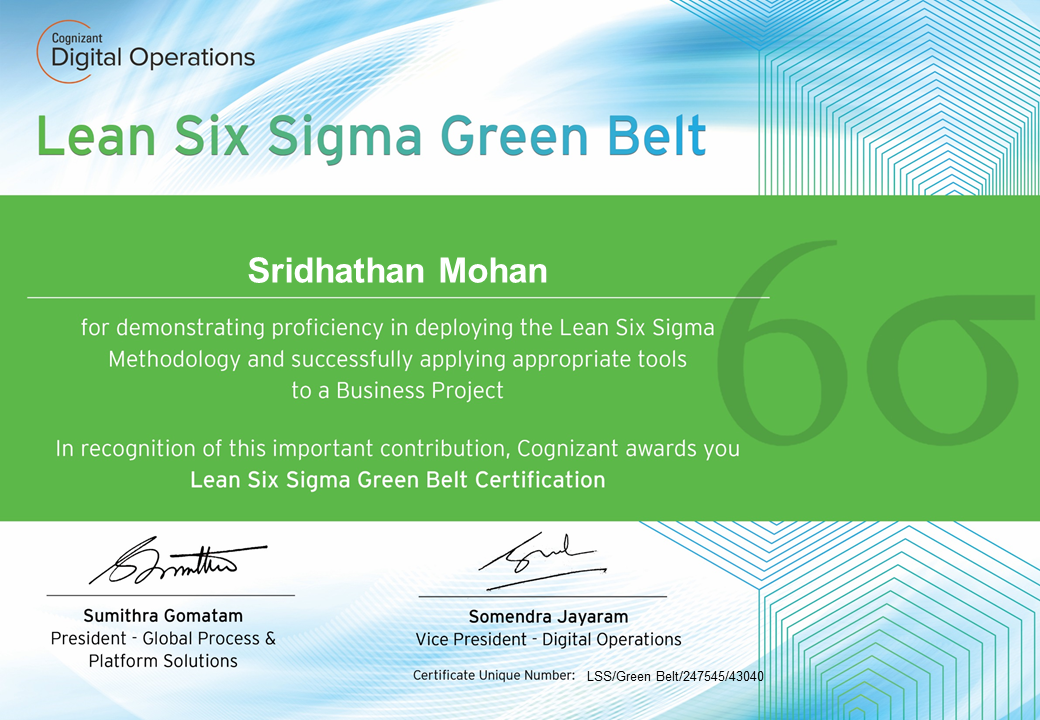 Cognizant
Digital Operations
Lean Six Sigma Green Belt
Sridhathan Mohan
for demonstrating proficiency in deploying the Lean Six Sigma
Methodology and successfully applying appropriate tools
to a Business Project
6σ
In recognition of this important contribution, Cognizant awards you
Lean Six Sigma Green Belt Certification
Sumithra Gomatam
President - Global Process &
Platform Solutions
Somendra Jayaram
Vice President - Digital Operations
Certificate Unique Number: LSS/Green Belt/247545/43040